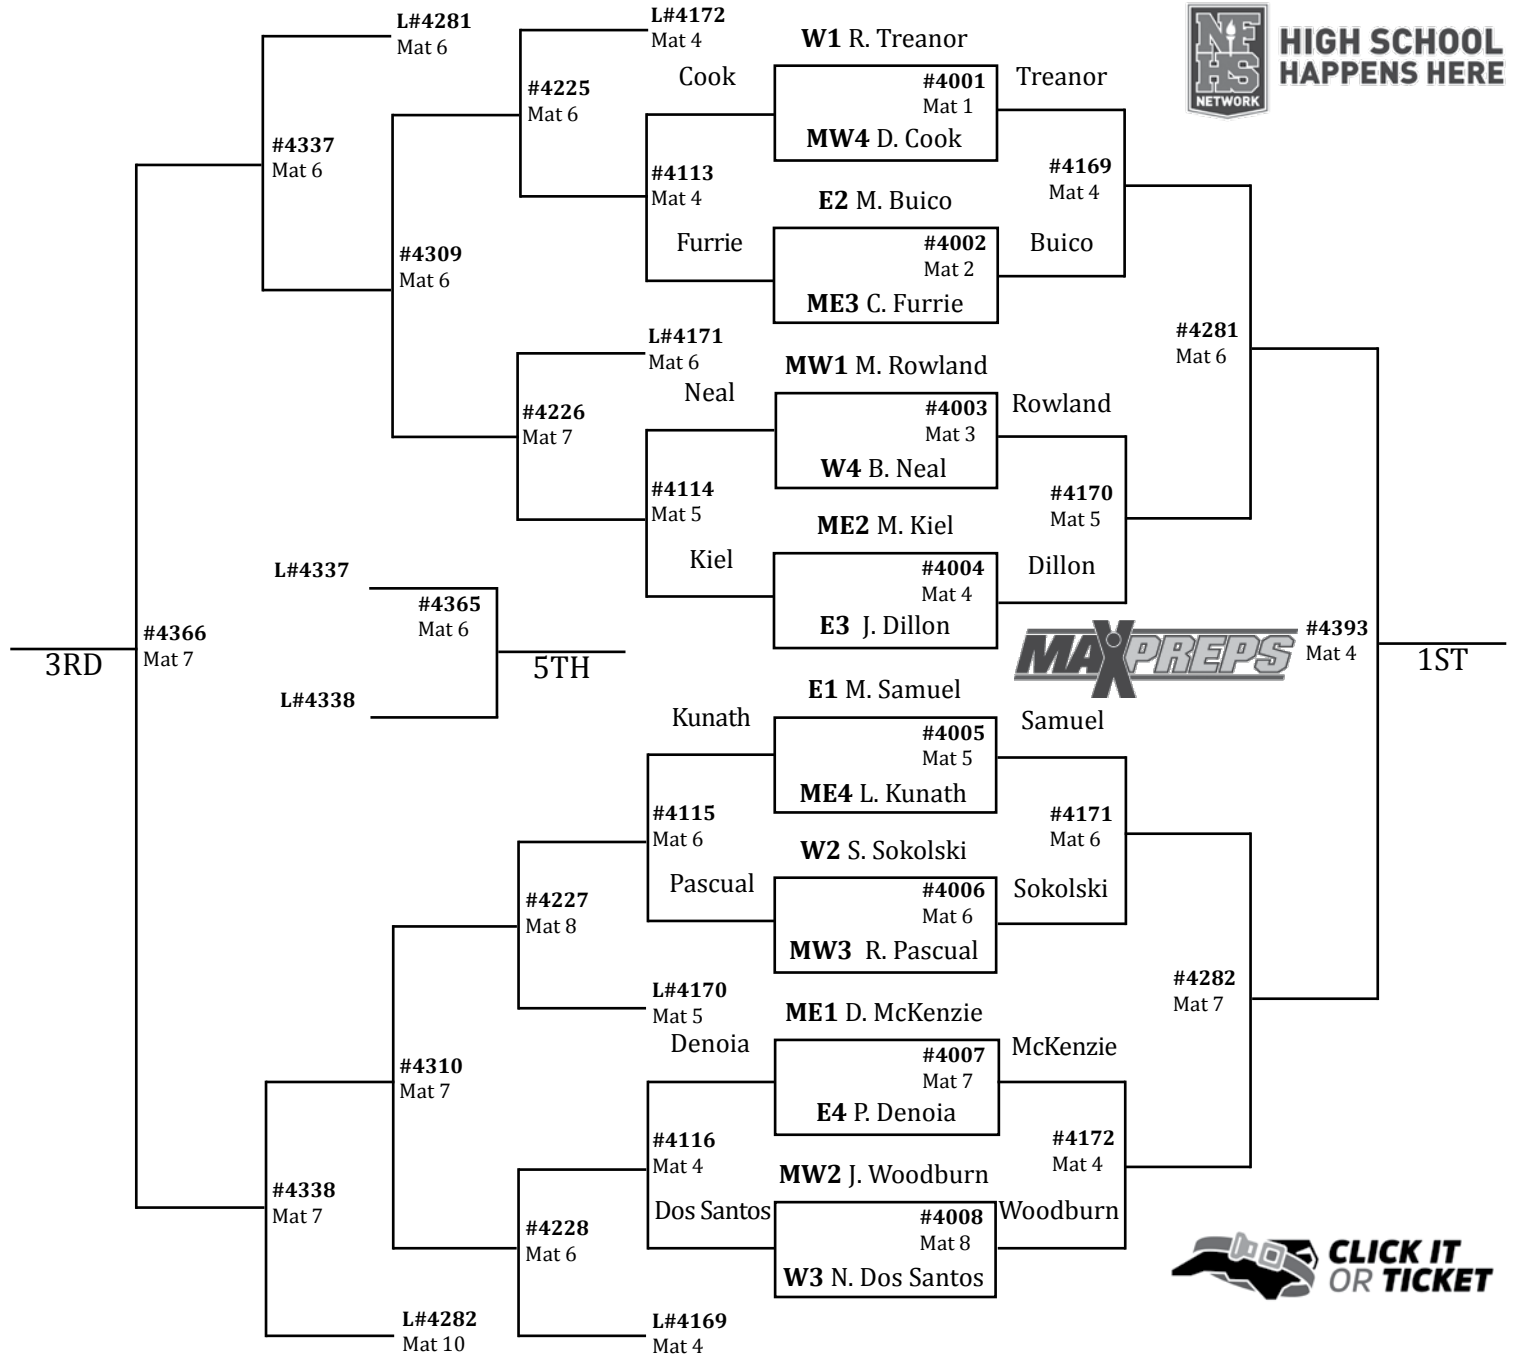 L#4281
Mat 6
L#4172
Mat 4
W1 R. Treanor
NFHS
NETWORK
HIGH SCHOOL
HAPPENS HERE
Cook
#4001
Mat 1
Treanor
#4225
Mat 6
MW4 D. Cook
#4337
Mat 6
#4113
Mat 4
#4169
Mat 4
E2 M. Buico
Furrie
#4002
Mat 2
Buico
#4309
Mat 6
ME3 C. Furrie
L#4171
Mat 6
#4281
Mat 6
MW1 M. Rowland
Neal
#4003
Mat 3
Rowland
#4226
Mat 7
W4 B. Neal
#4114
Mat 5
#4170
Mat 5
ME2 M. Kiel
Kiel
#4004
Mat 4
Dillon
L#4337
#4365
Mat 6
E3 J. Dillon
#4366
Mat 7
3RD
5TH
MAXPREPS
#4393
Mat 4
1ST
L#4338
E1 M. Samuel
Kunath
#4005
Mat 5
Samuel
ME4 L. Kunath
#4115
Mat 6
#4171
Mat 6
W2 S. Sokolski
Pascual
#4006
Mat 6
Sokolski
#4227
Mat 8
MW3 R. Pascual
#4282
Mat 7
L#4170
Mat 5
ME1 D. McKenzie
Denoia
#4007
Mat 7
McKenzie
#4310
Mat 7
E4 P. Denoia
#4116
Mat 4
#4172
Mat 4
MW2 J. Woodburn
#4338
Mat 7
Dos Santos
#4008
Mat 8
Woodburn
#4228
Mat 6
W3 N. Dos Santos
CLICK IT
OR TICKET
L#4282
Mat 10
L#4169
Mat 4